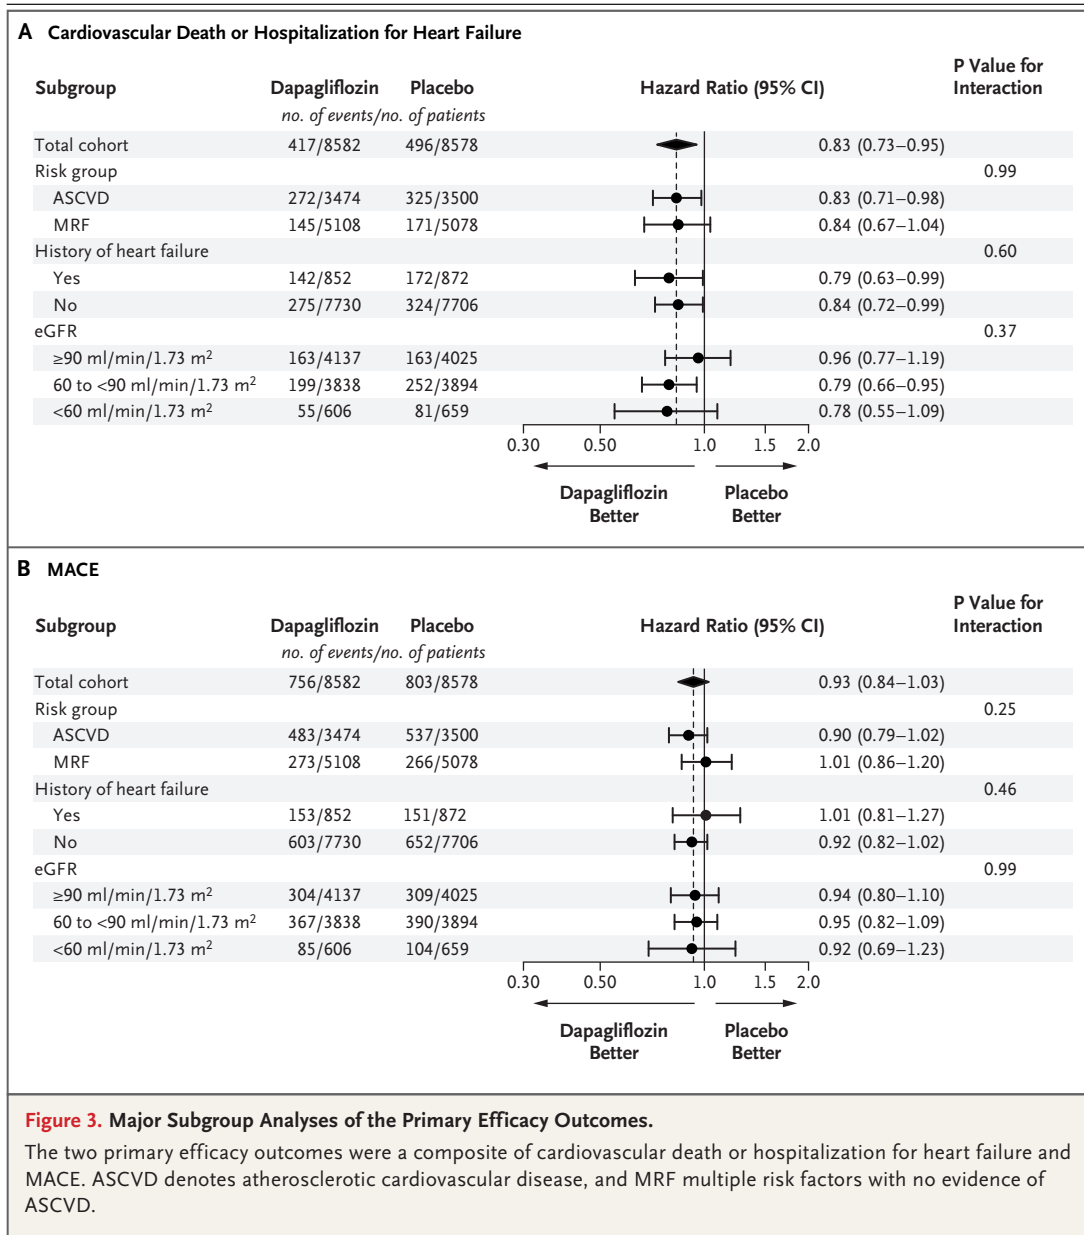 A Cardiovascular Death or Hospitalization for Heart Failure
Subgroup Dapagliflozin Placebo Hazard Ratio (95% CI) P Value for Interaction
no. of events/no. of patients
Total cohort 417/8582 496/8578 0.83 (0.73–0.95)
Risk group 0.99
ASCVD 272/3474 325/3500 0.83 (0.71–0.98)
MRF 145/5108 171/5078 0.84 (0.67–1.04)
History of heart failure 0.60
Yes 142/852 172/872 0.79 (0.63–0.99)
No 275/7730 324/7706 0.84 (0.72–0.99)
eGFR 0.37
≥90 ml/min/1.73 m² 163/4137 163/4025 0.96 (0.77–1.19)
60 to <90 ml/min/1.73 m² 199/3838 252/3894 0.79 (0.66–0.95)
<60 ml/min/1.73 m² 55/606 81/659 0.78 (0.55–1.09)
0.30 0.50 1.0 1.5 2.0
Dapagliflozin Better Placebo Better
B MACE
Subgroup Dapagliflozin Placebo Hazard Ratio (95% CI) P Value for Interaction
no. of events/no. of patients
Total cohort 756/8582 803/8578 0.93 (0.84–1.03)
Risk group 0.25
ASCVD 483/3474 537/3500 0.90 (0.79–1.02)
MRF 273/5108 266/5078 1.01 (0.86–1.20)
History of heart failure 0.46
Yes 153/852 151/872 1.01 (0.81–1.27)
No 603/7730 652/7706 0.92 (0.82–1.02)
eGFR 0.99
≥90 ml/min/1.73 m² 304/4137 309/4025 0.94 (0.80–1.10)
60 to <90 ml/min/1.73 m² 367/3838 390/3894 0.95 (0.82–1.09)
<60 ml/min/1.73 m² 85/606 104/659 0.92 (0.69–1.23)
0.30 0.50 1.0 1.5 2.0
Dapagliflozin Better Placebo Better
Figure 3. Major Subgroup Analyses of the Primary Efficacy Outcomes.
The two primary efficacy outcomes were a composite of cardiovascular death or hospitalization for heart failure and
MACE. ASCVD denotes atherosclerotic cardiovascular disease, and MRF multiple risk factors with no evidence of
ASCVD.